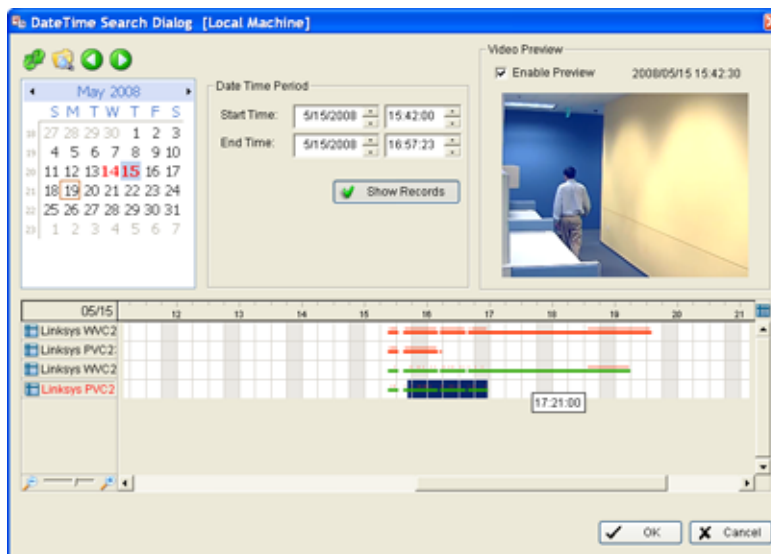 DateTime Search Dialog [Local Machine]
Video Preview
Enable Preview 2008/05/15 15:42:30
May 2008
S M T W T F S
18 27 28 29 30 1 2 3
19 4 5 6 7 8 9 10
20 11 12 13 14 15 16 17
21 18 19 20 21 22 23 24
22 25 26 27 28 29 30 31
23 1 2 3 4 5 6 7
Date Time Period
Start Time: 5/15/2008 15:42:00
End Time: 5/15/2008 16:57:23
Show Records
05/15 12 13 14 15 16 17 18 19 20 21
Linksys WVC2
Linksys PVC2
Linksys WVC2
Linksys PVC2
17:21:00
OK Cancel